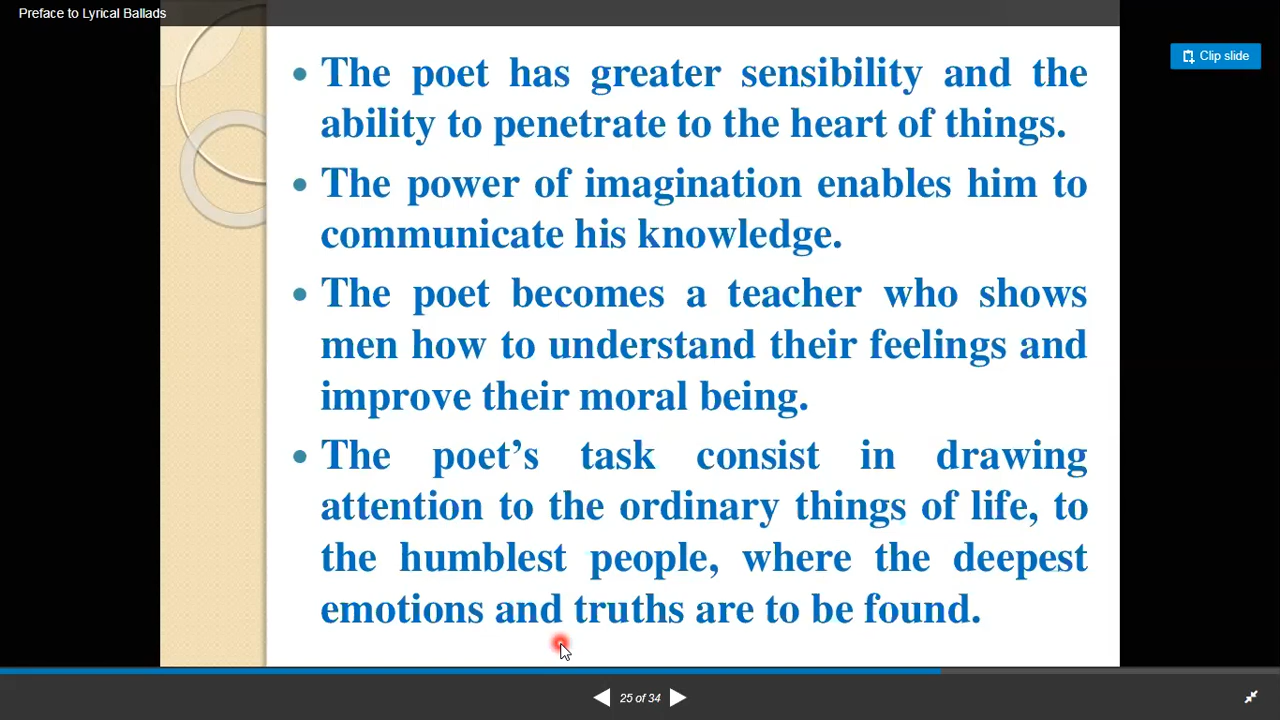 Preface to Lyrical Ballads
Clip slide
• The poet has greater sensibility and the
ability to penetrate to the heart of things.
• The power of imagination enables him to
communicate his knowledge.
• The poet becomes a teacher who shows
men how to understand their feelings and
improve their moral being.
• The poet’s task consist in drawing
attention to the ordinary things of life, to
the humblest people, where the deepest
emotions and truths are to be found.
25 of 34